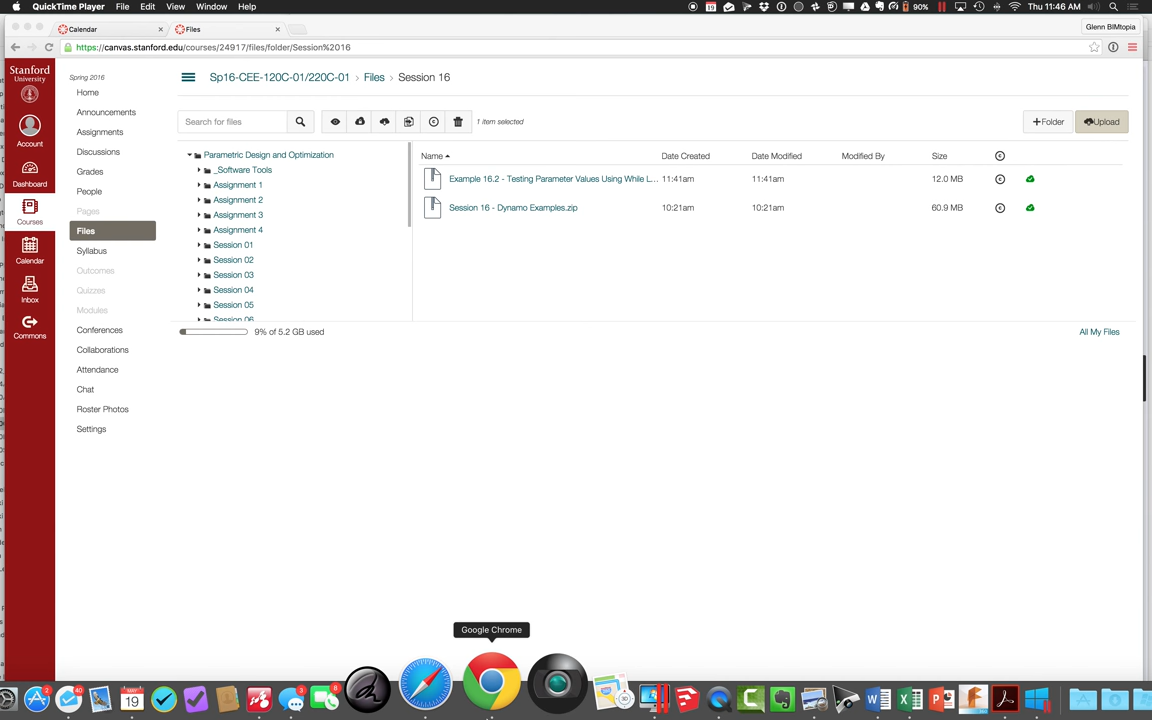 QuickTime Player File Edit View Window Help 19 90% Thu 11:46 AM
Calendar × Files ×
Glenn BIMtopia
https://canvas.stanford.edu/courses/24917/files/folder/Session%2016
Stanford
University
Account
Dashboard
Courses
Calendar
Inbox
Commons
Spring 2016
Home
Announcements
Assignments
Discussions
Grades
People
Pages
Files
Syllabus
Outcomes
Quizzes
Modules
Conferences
Collaborations
Attendance
Chat
Roster Photos
Settings
Sp16-CEE-120C-01/220C-01 › Files › Session 16
Search for files
1 item selected
+Folder
Upload
Parametric Design and Optimization
_Software Tools
Assignment 1
Assignment 2
Assignment 3
Assignment 4
Session 01
Session 02
Session 03
Session 04
Session 05
Session 06
Name Date Created Date Modified Modified By Size
Example 16.2 - Testing Parameter Values Using While L... 11:41am 11:41am 12.0 MB
Session 16 - Dynamo Examples.zip 10:21am 10:21am 60.9 MB
9% of 5.2 GB used
All My Files
Google Chrome